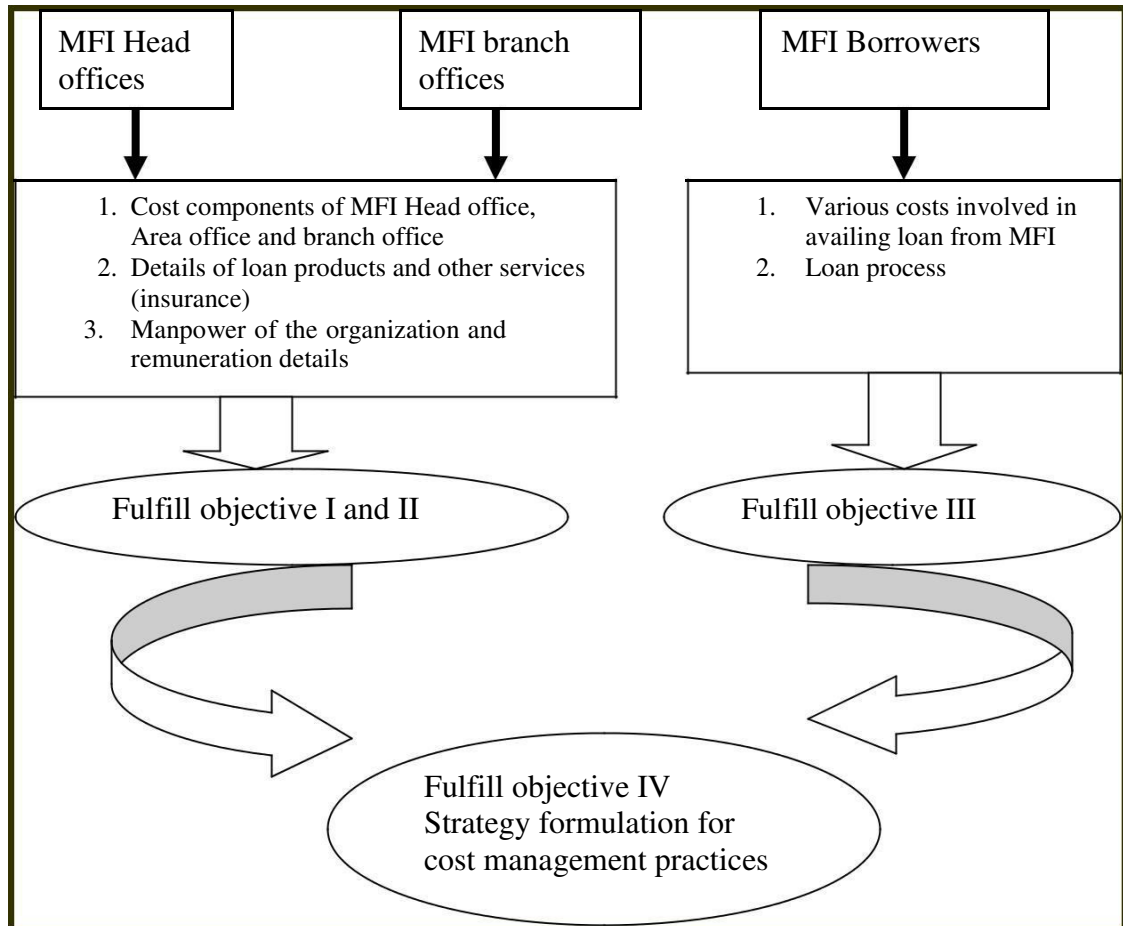 MFI Head
offices
MFI branch
offices
MFI Borrowers
1. Cost components of MFI Head office,
Area office and branch office
2. Details of loan products and other services
(insurance)
3. Manpower of the organization and
remuneration details
1. Various costs involved in
availing loan from MFI
2. Loan process
Fulfill objective I and II
Fulfill objective III
Fulfill objective IV
Strategy formulation for
cost management practices